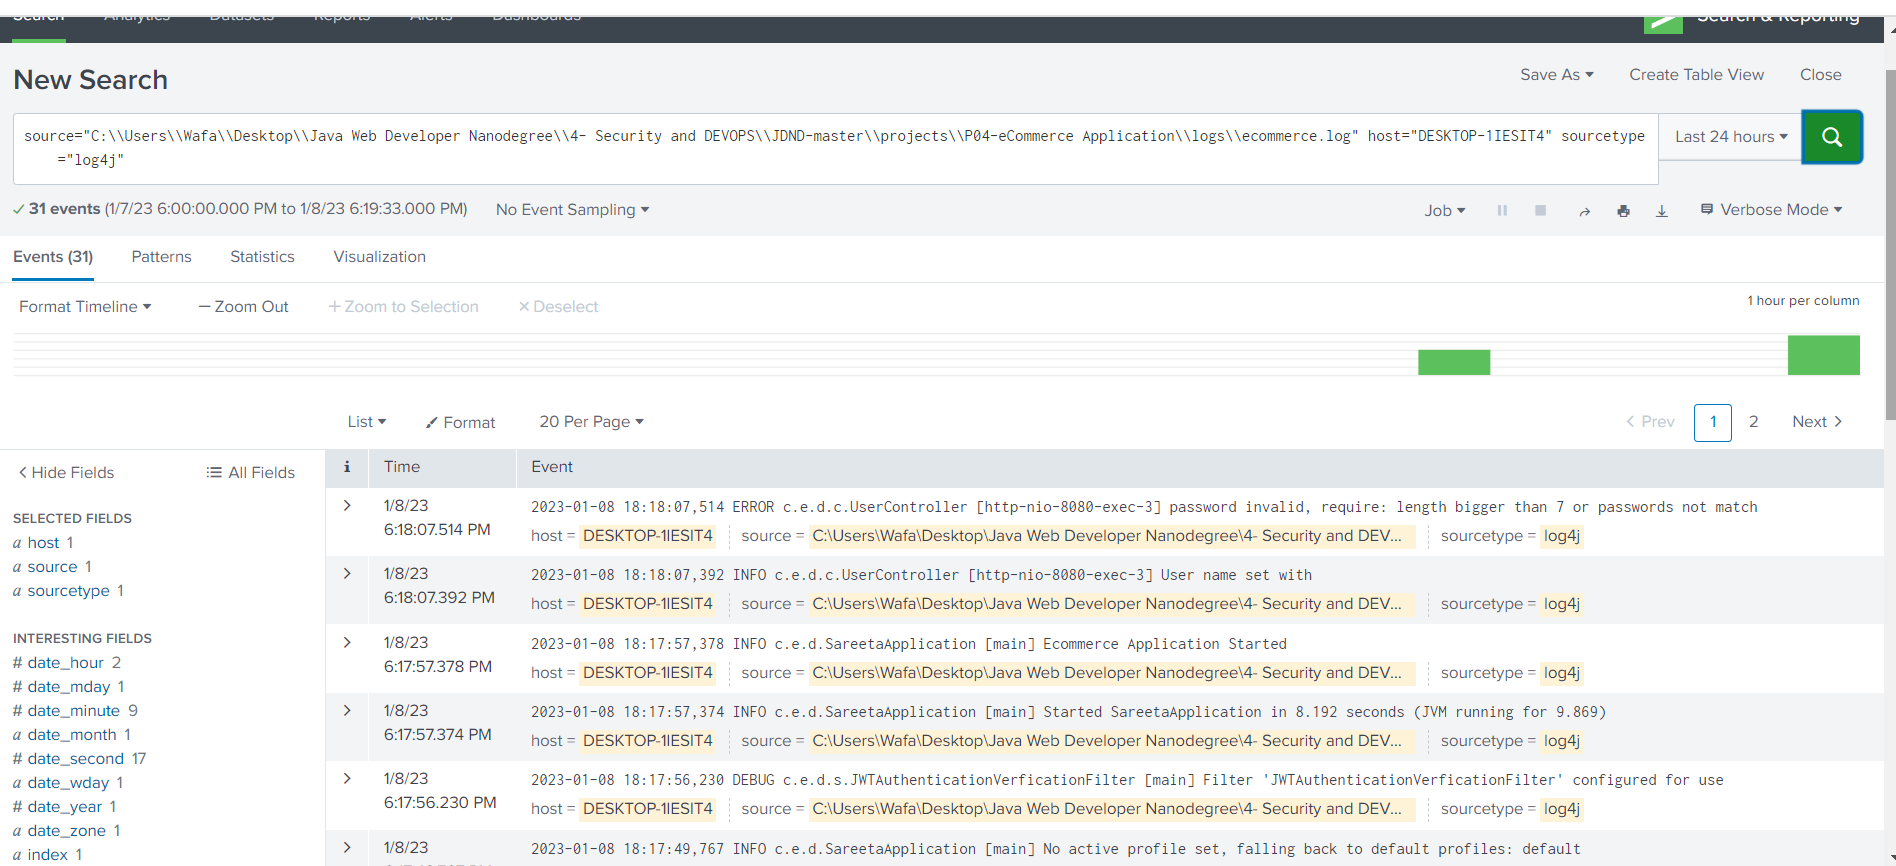 Search Analytics Datasets Reports Alerts Dashboards Search & Reporting
New Search
Save As Create Table View Close
source="C:\\Users\\Wafa\\Desktop\\Java Web Developer Nanodegree\\4- Security and DEVOPS\\JDND-master\\projects\\P04-eCommerce Application\\logs\\ecommerce.log" host="DESKTOP-1IESIT4" sourcetype
="log4j"
Last 24 hours
31 events (1/7/23 6:00:00.000 PM to 1/8/23 6:19:33.000 PM) No Event Sampling
Job Verbose Mode
Events (31) Patterns Statistics Visualization
Format Timeline — Zoom Out + Zoom to Selection × Deselect
1 hour per column
List Format 20 Per Page
< Prev 1 2 Next >
< Hide Fields All Fields
SELECTED FIELDS
a host 1
a source 1
a sourcetype 1
INTERESTING FIELDS
# date_hour 2
# date_mday 1
# date_minute 9
a date_month 1
# date_second 17
a date_wday 1
# date_year 1
a date_zone 1
a index 1
i Time Event
> 1/8/23
6:18:07.514 PM
2023-01-08 18:18:07,514 ERROR c.e.d.c.UserController [http-nio-8080-exec-3] password invalid, require: length bigger than 7 or passwords not match
host = DESKTOP-1IESIT4 source = C:\Users\Wafa\Desktop\Java Web Developer Nanodegree\4- Security and DEV... sourcetype = log4j
> 1/8/23
6:18:07.392 PM
2023-01-08 18:18:07,392 INFO c.e.d.c.UserController [http-nio-8080-exec-3] User name set with
host = DESKTOP-1IESIT4 source = C:\Users\Wafa\Desktop\Java Web Developer Nanodegree\4- Security and DEV... sourcetype = log4j
> 1/8/23
6:17:57.378 PM
2023-01-08 18:17:57,378 INFO c.e.d.SareetaApplication [main] Ecommerce Application Started
host = DESKTOP-1IESIT4 source = C:\Users\Wafa\Desktop\Java Web Developer Nanodegree\4- Security and DEV... sourcetype = log4j
> 1/8/23
6:17:57.374 PM
2023-01-08 18:17:57,374 INFO c.e.d.SareetaApplication [main] Started SareetaApplication in 8.192 seconds (JVM running for 9.869)
host = DESKTOP-1IESIT4 source = C:\Users\Wafa\Desktop\Java Web Developer Nanodegree\4- Security and DEV... sourcetype = log4j
> 1/8/23
6:17:56.230 PM
2023-01-08 18:17:56,230 DEBUG c.e.d.s.JWTAuthenticationVerficationFilter [main] Filter 'JWTAuthenticationVerficationFilter' configured for use
host = DESKTOP-1IESIT4 source = C:\Users\Wafa\Desktop\Java Web Developer Nanodegree\4- Security and DEV... sourcetype = log4j
> 1/8/23
2023-01-08 18:17:49,767 INFO c.e.d.SareetaApplication [main] No active profile set, falling back to default profiles: default